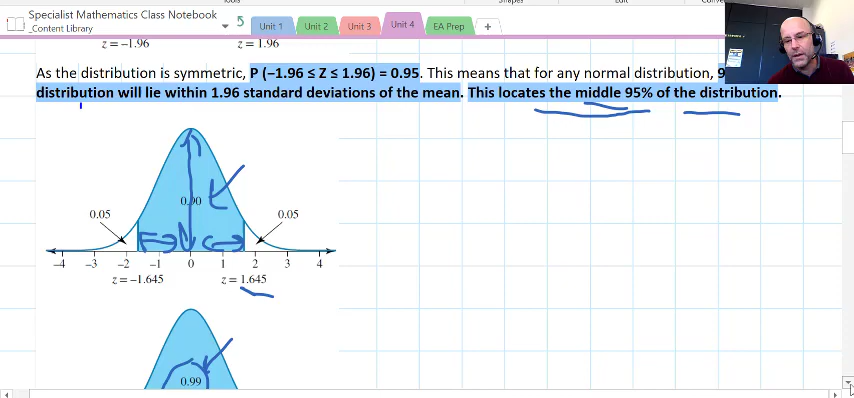 Tools
Shapes
Edit
Specialist Mathematics Class Notebook
_Content Library
Unit 1
Unit 2
Unit 3
Unit 4
EA Prep
+
z = −1.96 z = 1.96
As the distribution is symmetric, P (−1.96 ≤ Z ≤ 1.96) = 0.95. This means that for any normal distribution, 9
distribution will lie within 1.96 standard deviations of the mean. This locates the middle 95% of the distribution.
0.90
0.05 0.05
−4 −3 −2 −1 0 1 2 3 4
z = −1.645 z = 1.645
0.99